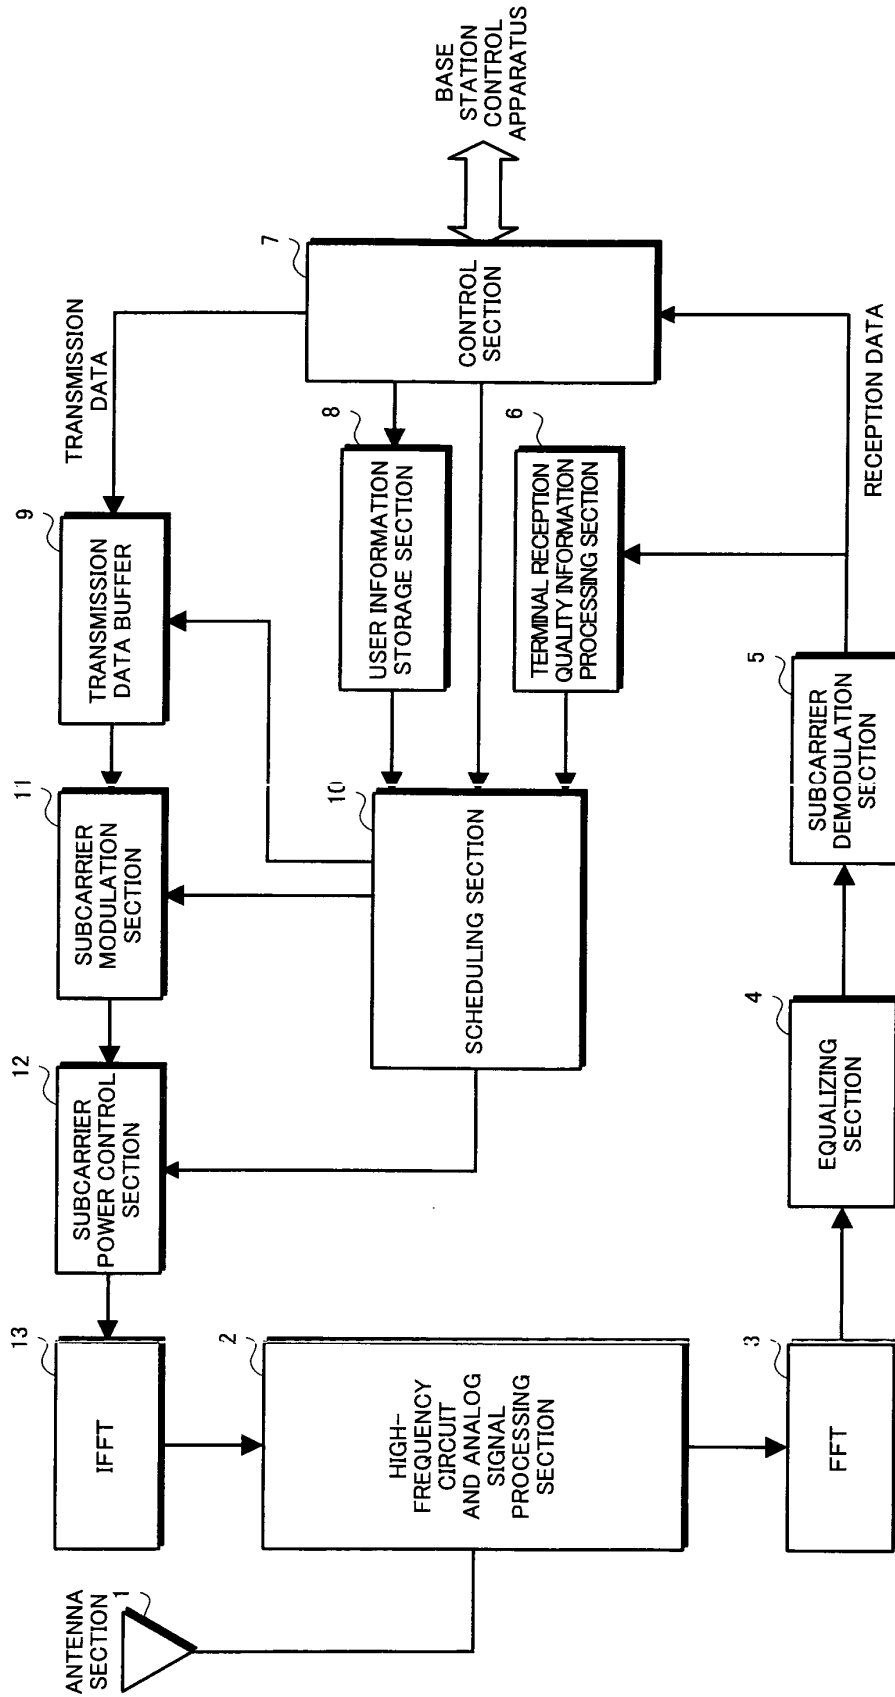 ANTENNA
SECTION
1
13
IFFT
2
HIGH-
FREQUENCY
CIRCUIT
AND ANALOG
SIGNAL
PROCESSING
SECTION
3
FFT
12
SUBCARRIER
POWER CONTROL
SECTION
11
SUBCARRIER
MODULATION
SECTION
9
TRANSMISSION
DATA BUFFER
TRANSMISSION
DATA
10
SCHEDULING SECTION
8
USER INFORMATION
STORAGE SECTION
6
TERMINAL RECEPTION
QUALITY INFORMATION
PROCESSING SECTION
7
CONTROL
SECTION
BASE
STATION
CONTROL
APPARATUS
4
EQUALIZING
SECTION
5
SUBCARRIER
DEMODULATION
SECTION
RECEPTION DATA